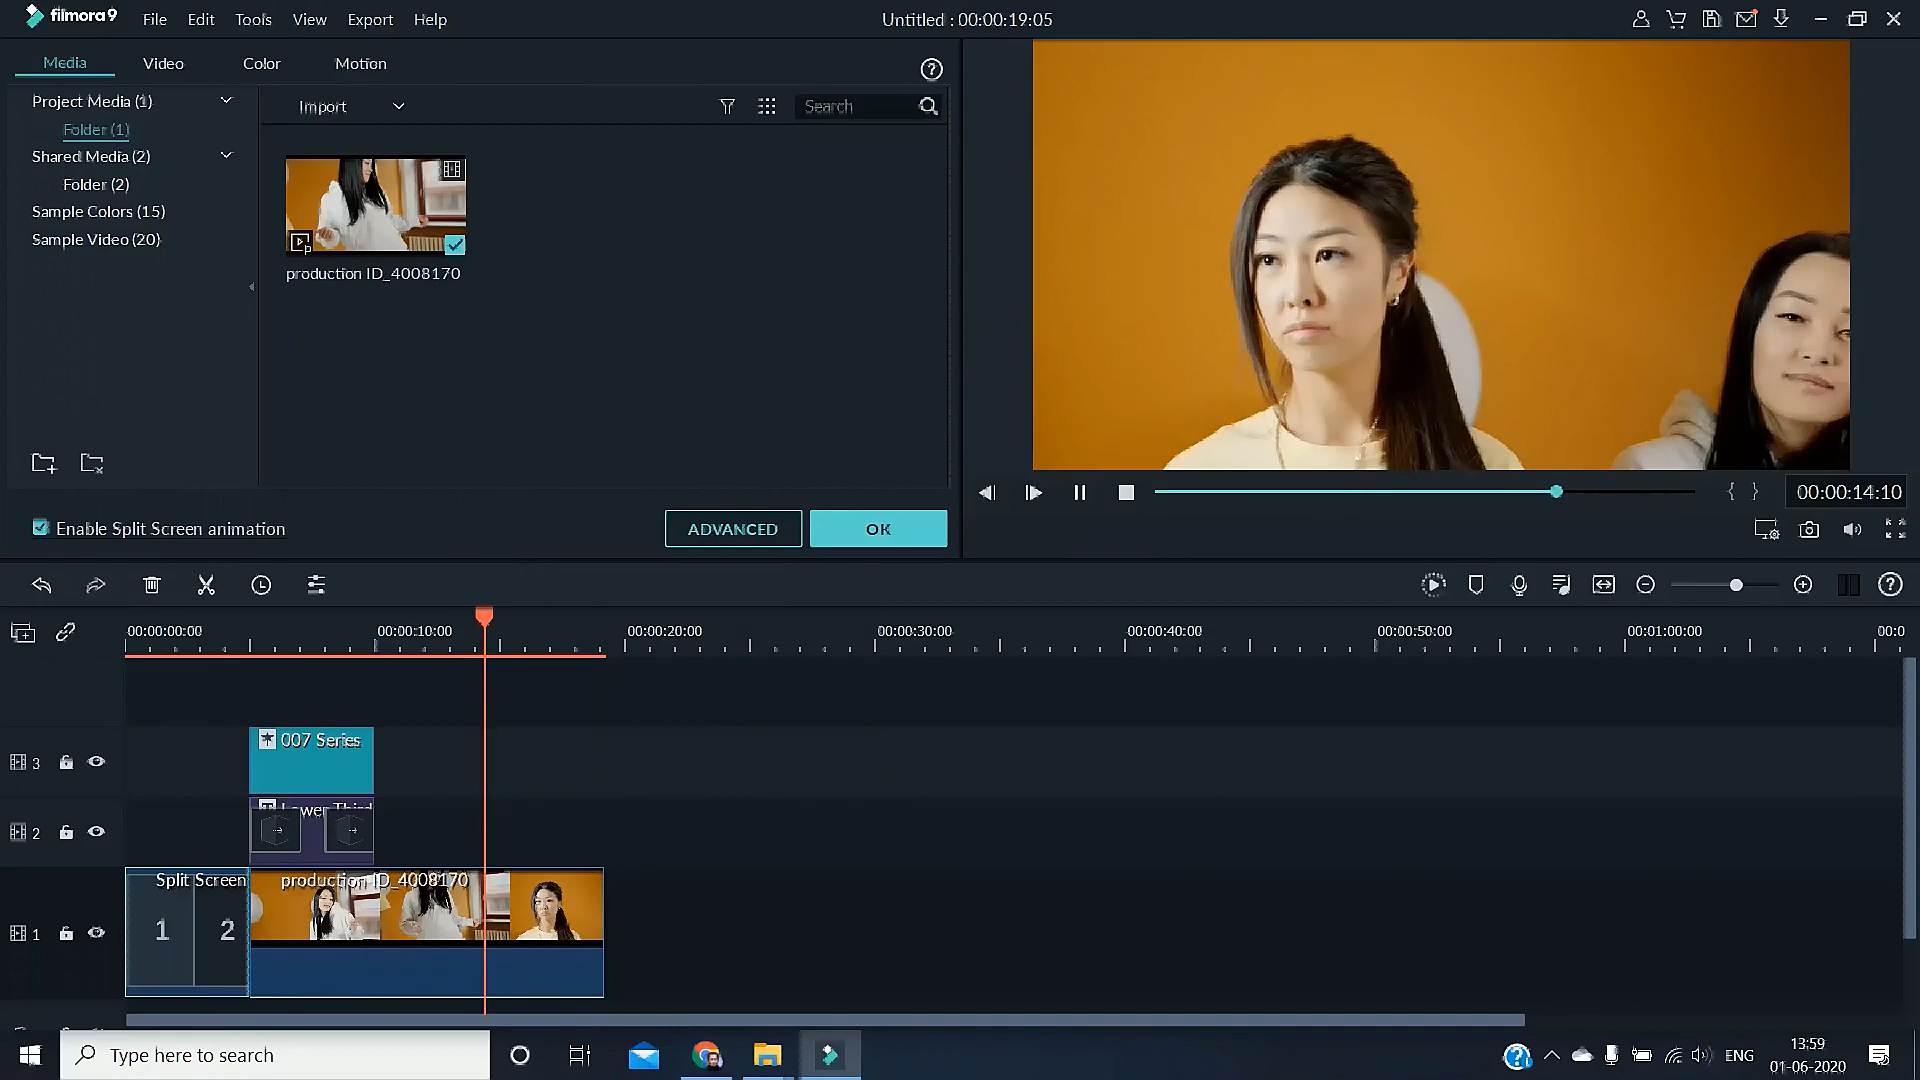 filmora9 File Edit Tools View Export Help Untitled : 00:00:19:05
Media Video Color Motion
Project Media (1)
Folder (1)
Shared Media (2)
Folder (2)
Sample Colors (15)
Sample Video (20)
Import Search
production ID_4008170
Enable Split Screen animation ADVANCED OK
00:00:14:10
00:00:00:00 00:00:10:00 00:00:20:00 00:00:30:00 00:00:40:00 00:00:50:00 00:01:00:00 00:0
3 007 Series
2 Lower Third
1 Split Screen production ID_4008170
1 2
Type here to search
ENG
13:59
01-06-2020